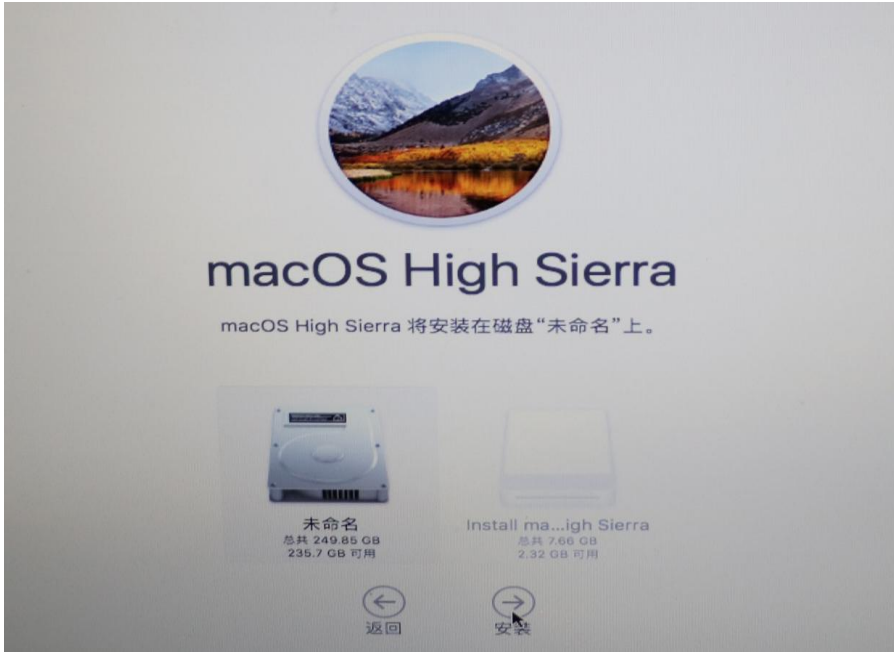 macOS High Sierra
macOS High Sierra 将安装在磁盘“未命名”上。
未命名
总共 249.85 GB
235.7 GB 可用
Install ma...igh Sierra
总共 7.66 GB
2.32 GB 可用
返回
安装